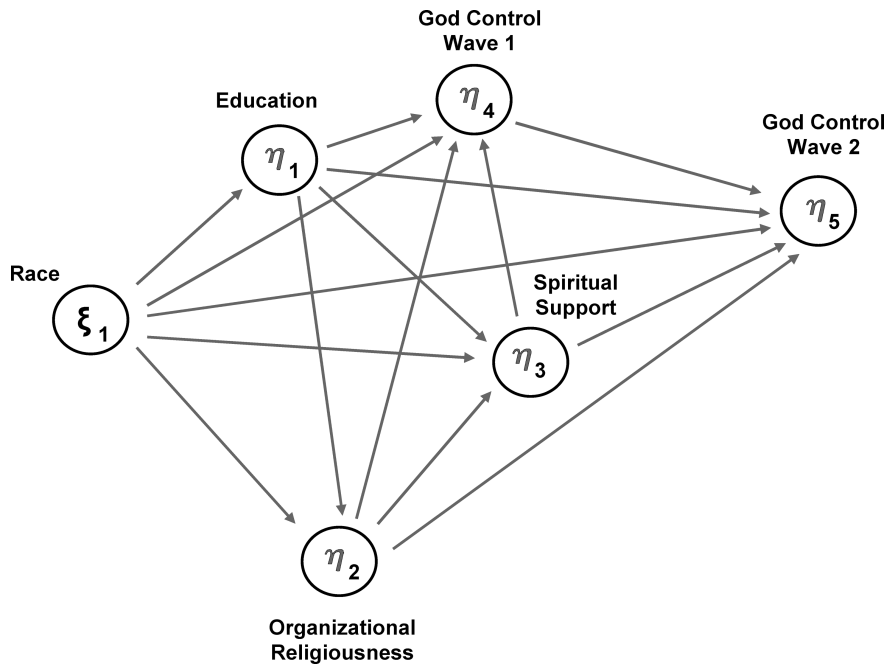 God Control
Wave 1
η4
Education
η1
God Control
Wave 2
η5
Race
ξ1
Spiritual
Support
η3
η2
Organizational
Religiousness